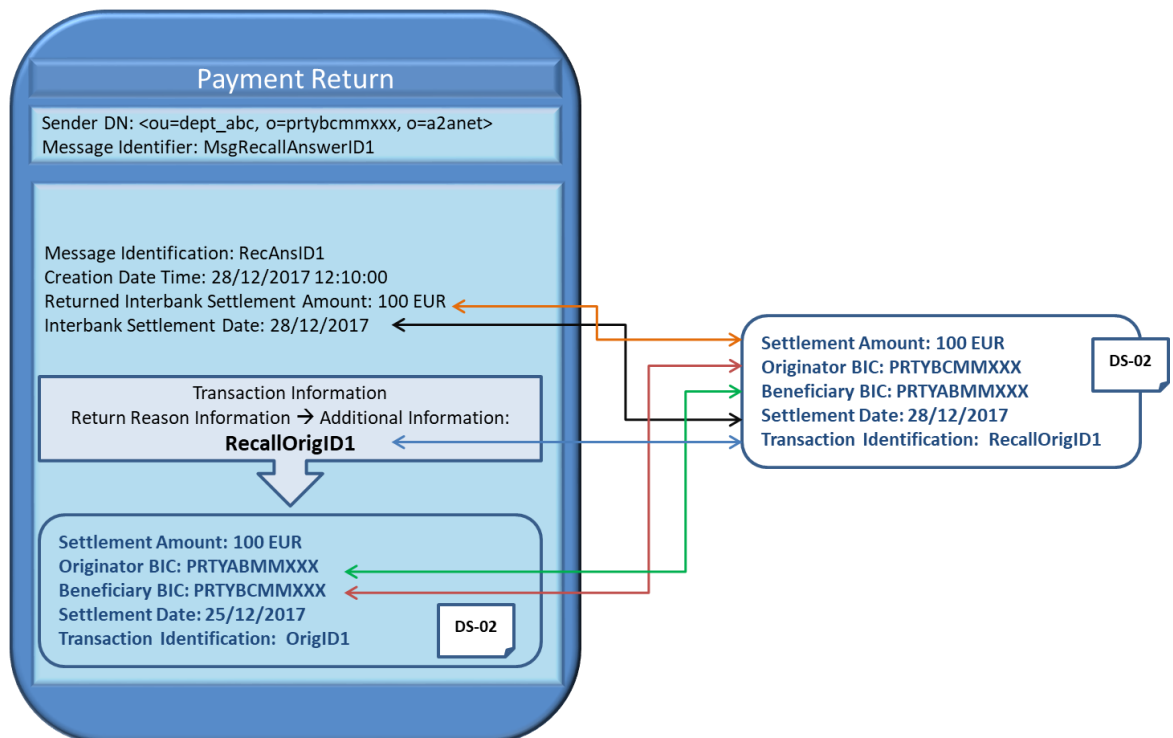 Payment Return
Sender DN: <ou=dept_abc, o=prtybcmmxxx, o=a2anet>
Message Identifier: MsgRecallAnswerID1
Message Identification: RecAnsID1
Creation Date Time: 28/12/2017 12:10:00
Returned Interbank Settlement Amount: 100 EUR
Interbank Settlement Date: 28/12/2017
Transaction Information
Return Reason Information → Additional Information:
RecallOrigID1
Settlement Amount: 100 EUR
Originator BIC: PRTYABMMXXX
Beneficiary BIC: PRTYBCMMXXX
Settlement Date: 25/12/2017
Transaction Identification: OrigID1
DS-02
Settlement Amount: 100 EUR
Originator BIC: PRTYBCMMXXX
Beneficiary BIC: PRTYABMMXXX
Settlement Date: 28/12/2017
Transaction Identification: RecallOrigID1
DS-02